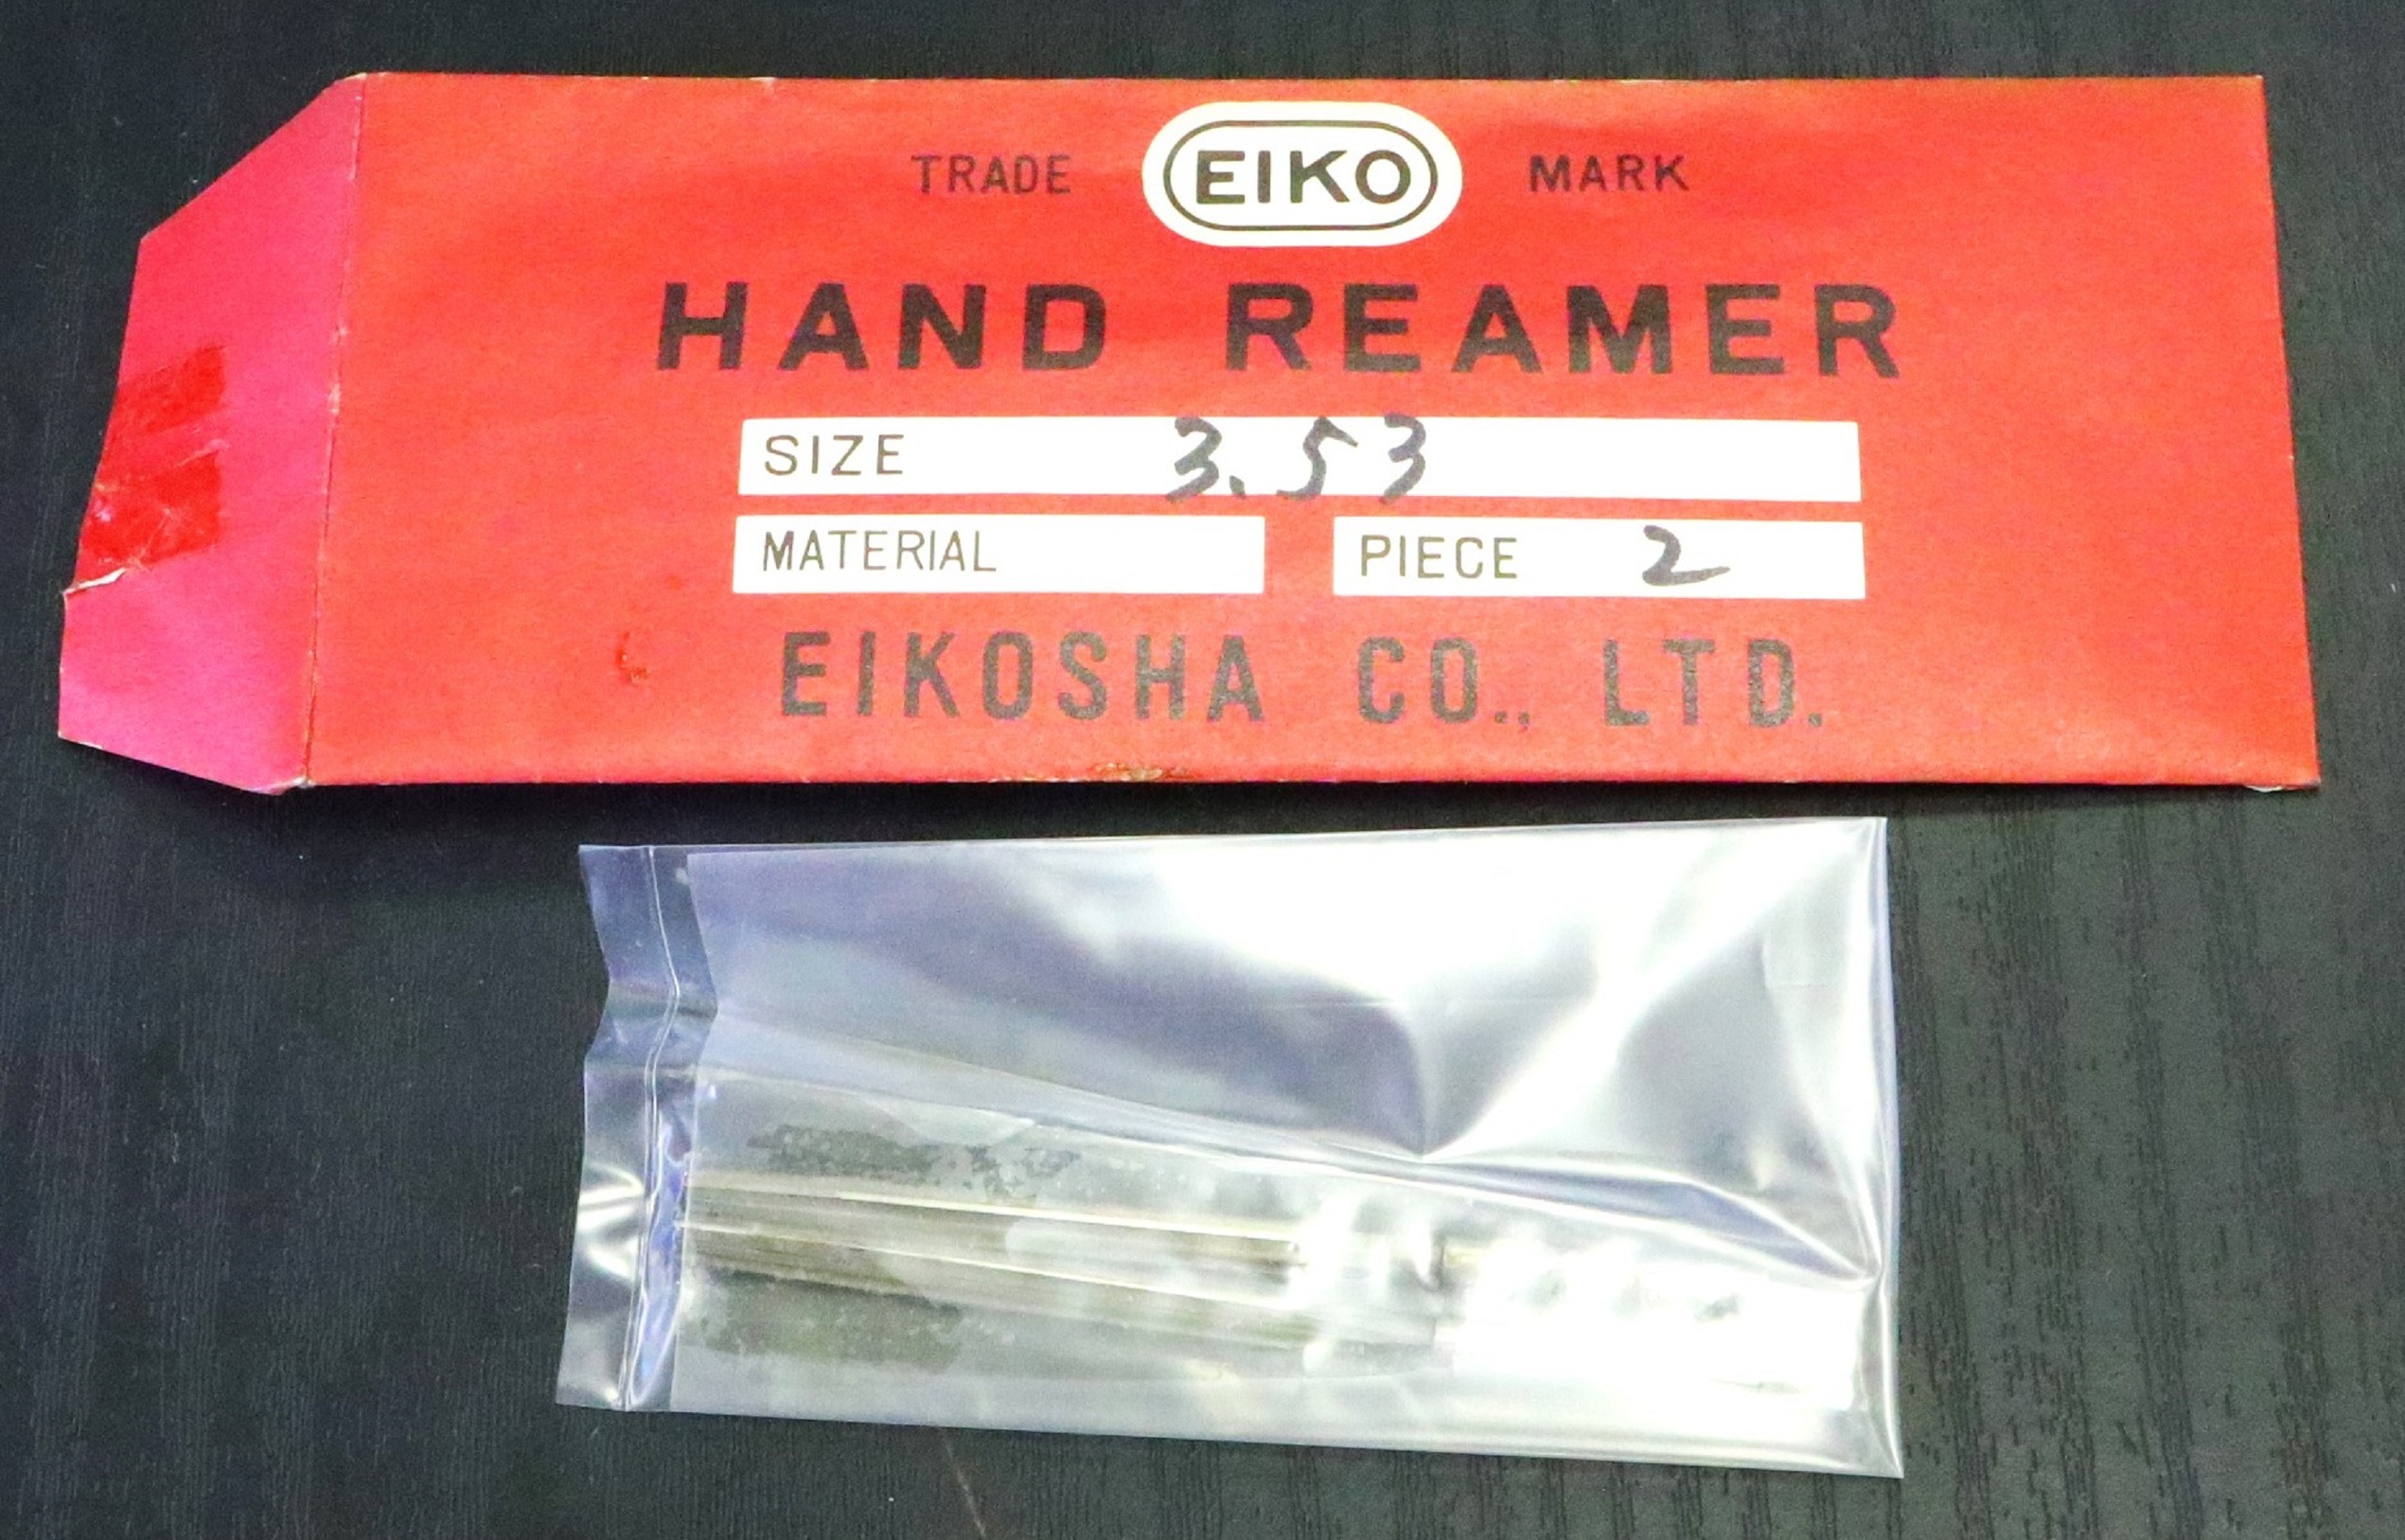 TRADE EIKO MARK
HAND REAMER
SIZE 3.53
MATERIAL PIECE 2
EIKOSHA CO., LTD.